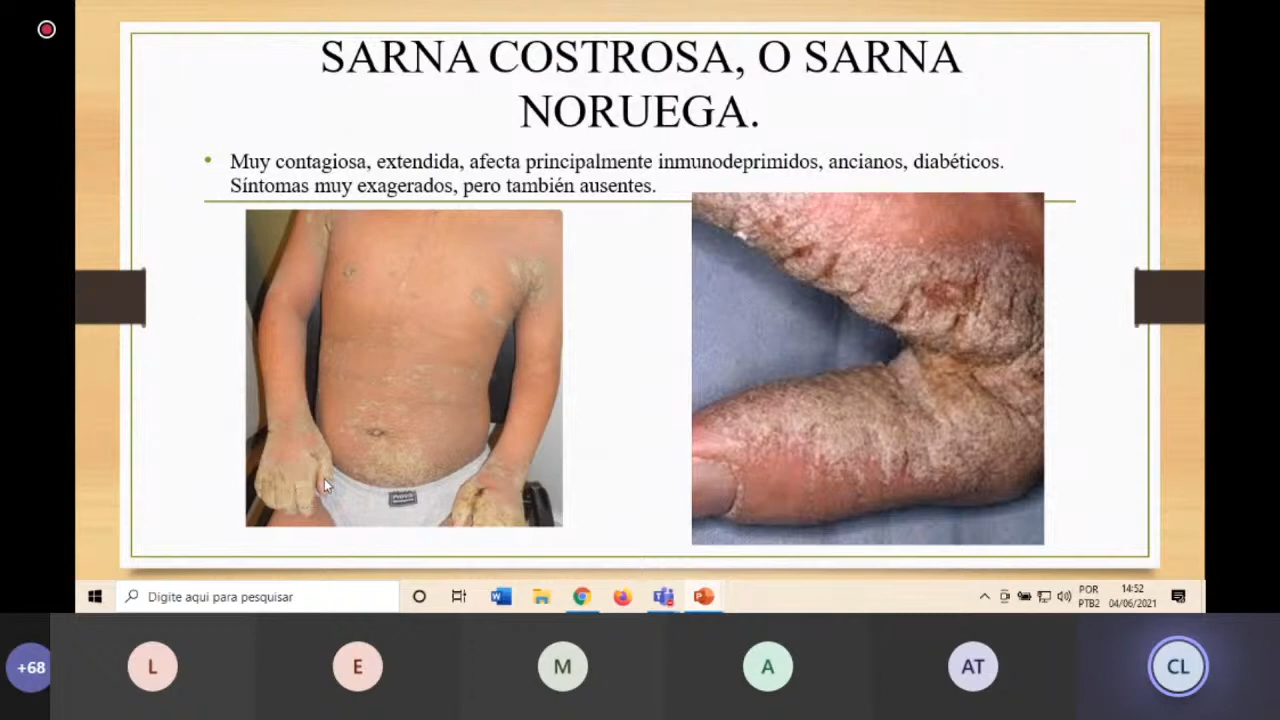 SARNA COSTROSA, O SARNA
NORUEGA.
• Muy contagiosa, extendida, afecta principalmente inmunodeprimidos, ancianos, diabéticos.
Síntomas muy exagerados, pero también ausentes.
Digite aqui para pesquisar
POR
PTB2
14:52
04/06/2021
+68
L
E
M
A
AT
CL